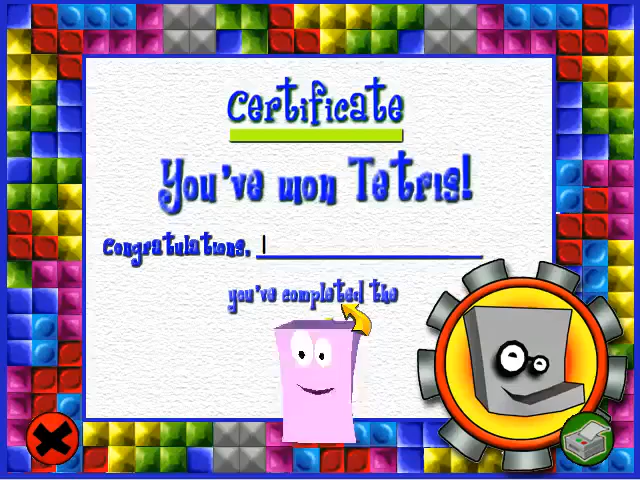 Certificate
You've won Tetris!
Congratulations,
you've completed the